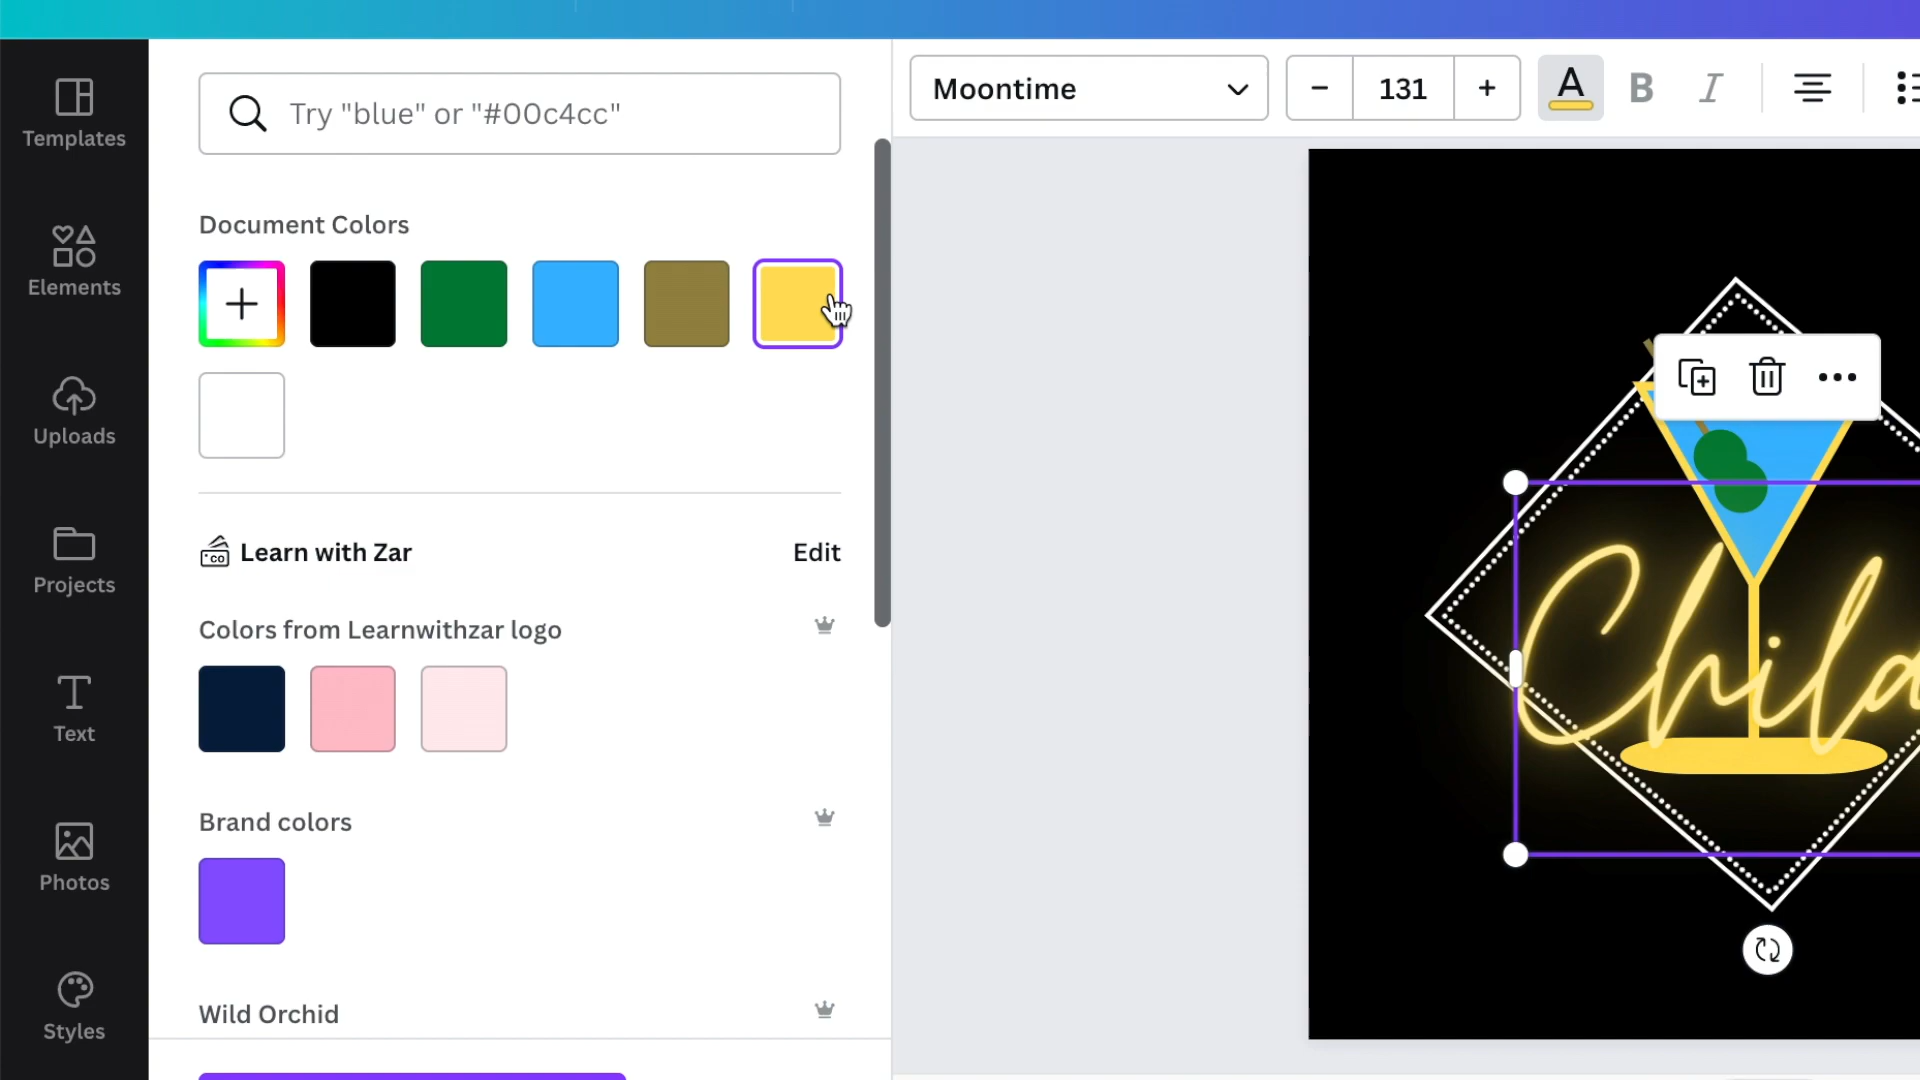 Templates
Elements
Uploads
Projects
Text
Photos
Styles
Try "blue" or "#00c4cc"
Document Colors
CO Learn with Zar Edit
Colors from Learnwithzar logo
Brand colors
Wild Orchid
Moontime
− 131 + A B I